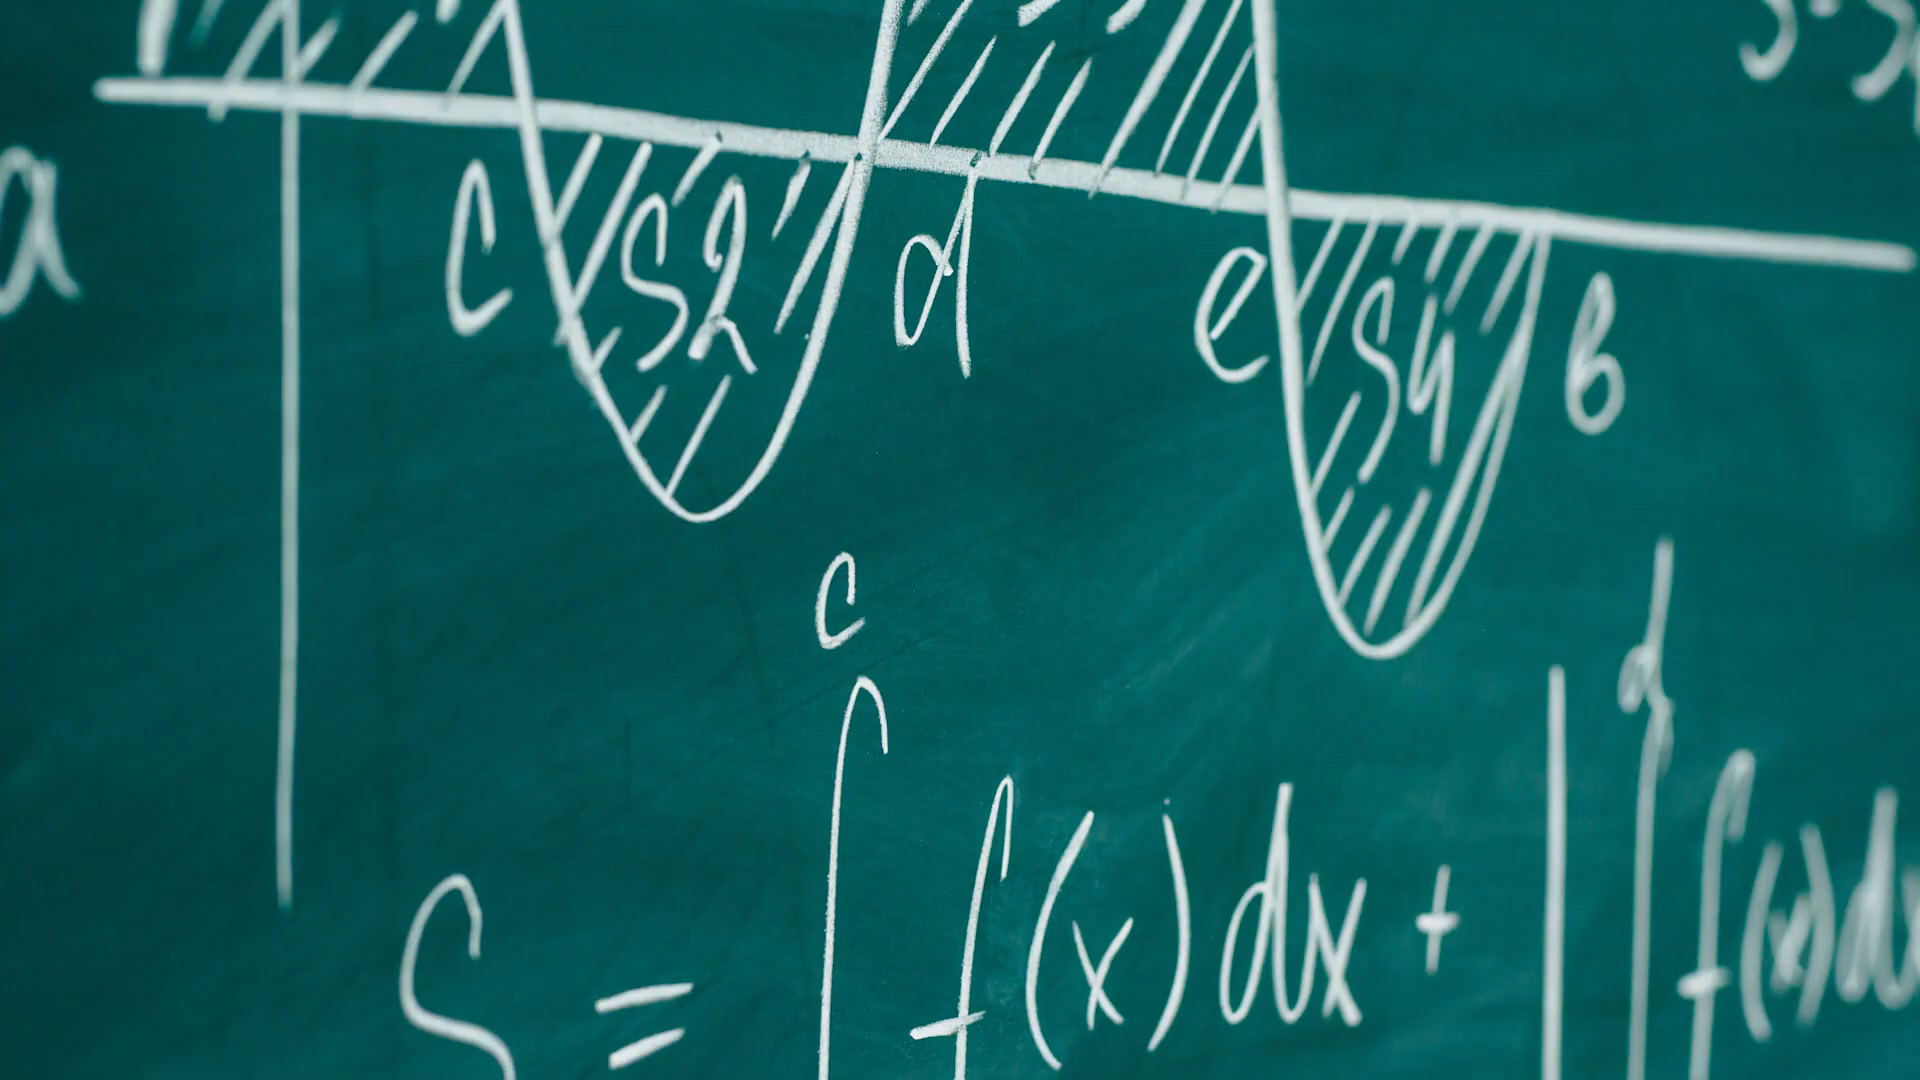 a c S2 d e S4 в
c d
S = ∫ f(x)dx + | ∫ f(x)dx